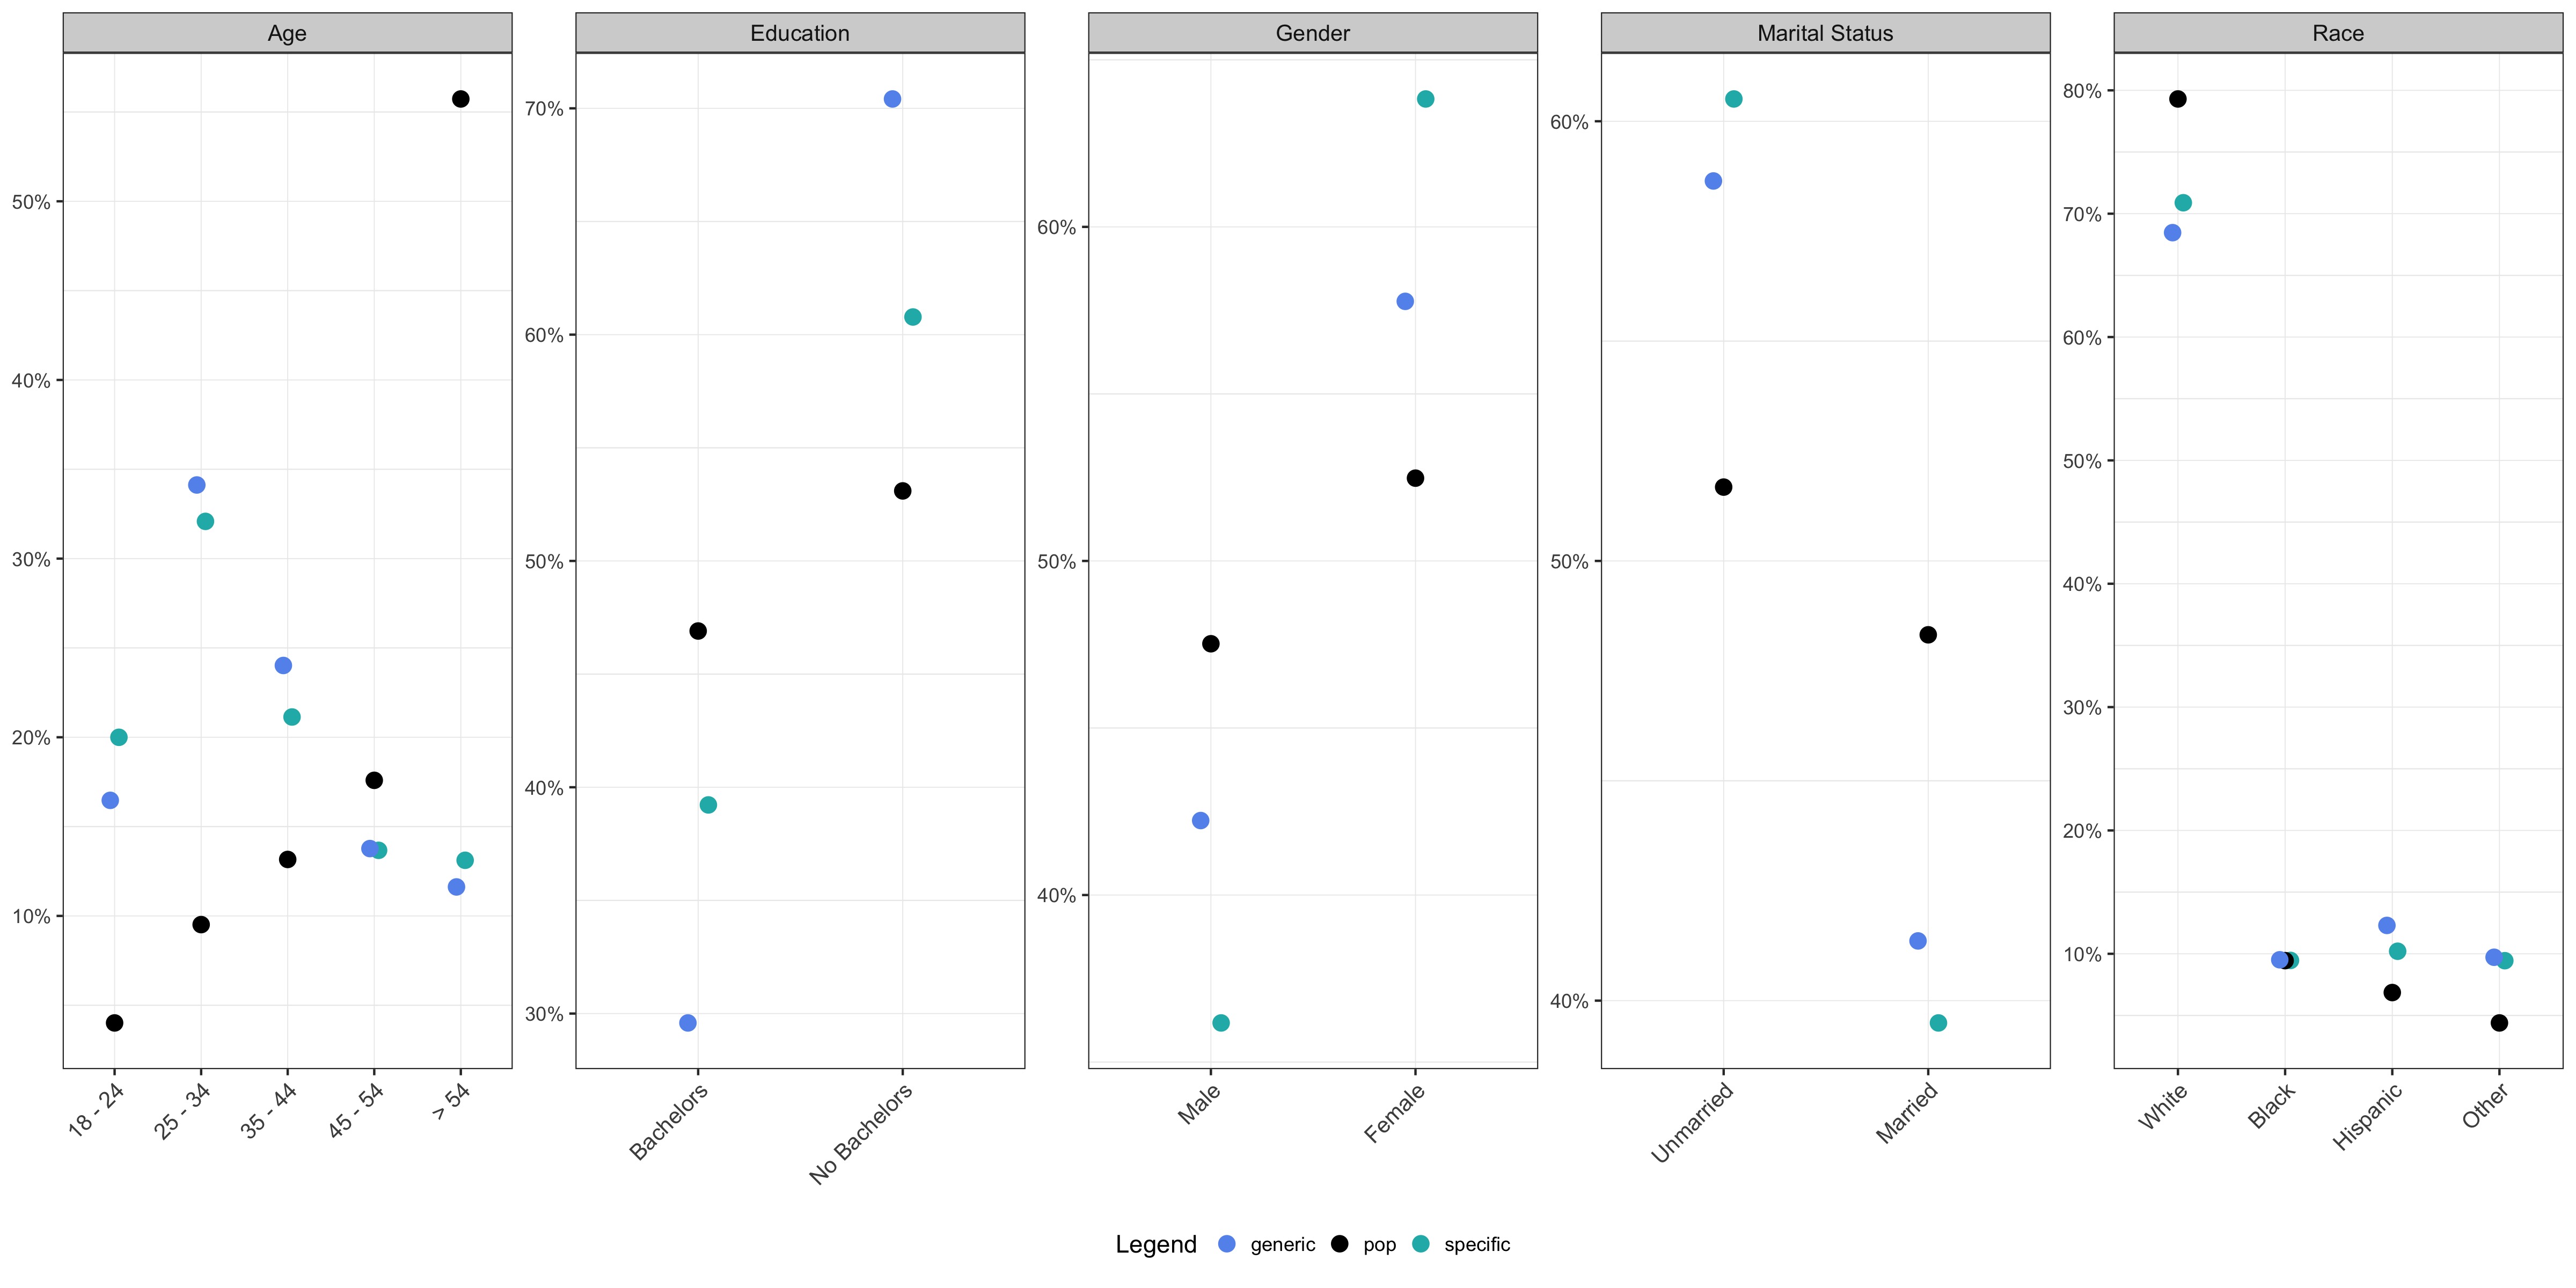 Age
Education
Gender
Marital Status
Race
50%
40%
30%
20%
10%
18 - 24
25 - 34
35 - 44
45 - 54
> 54
70%
60%
50%
40%
30%
Bachelors
No Bachelors
60%
50%
40%
Male
Female
60%
50%
40%
Unmarried
Married
80%
70%
60%
50%
40%
30%
20%
10%
White
Black
Hispanic
Other
Legend generic pop specific